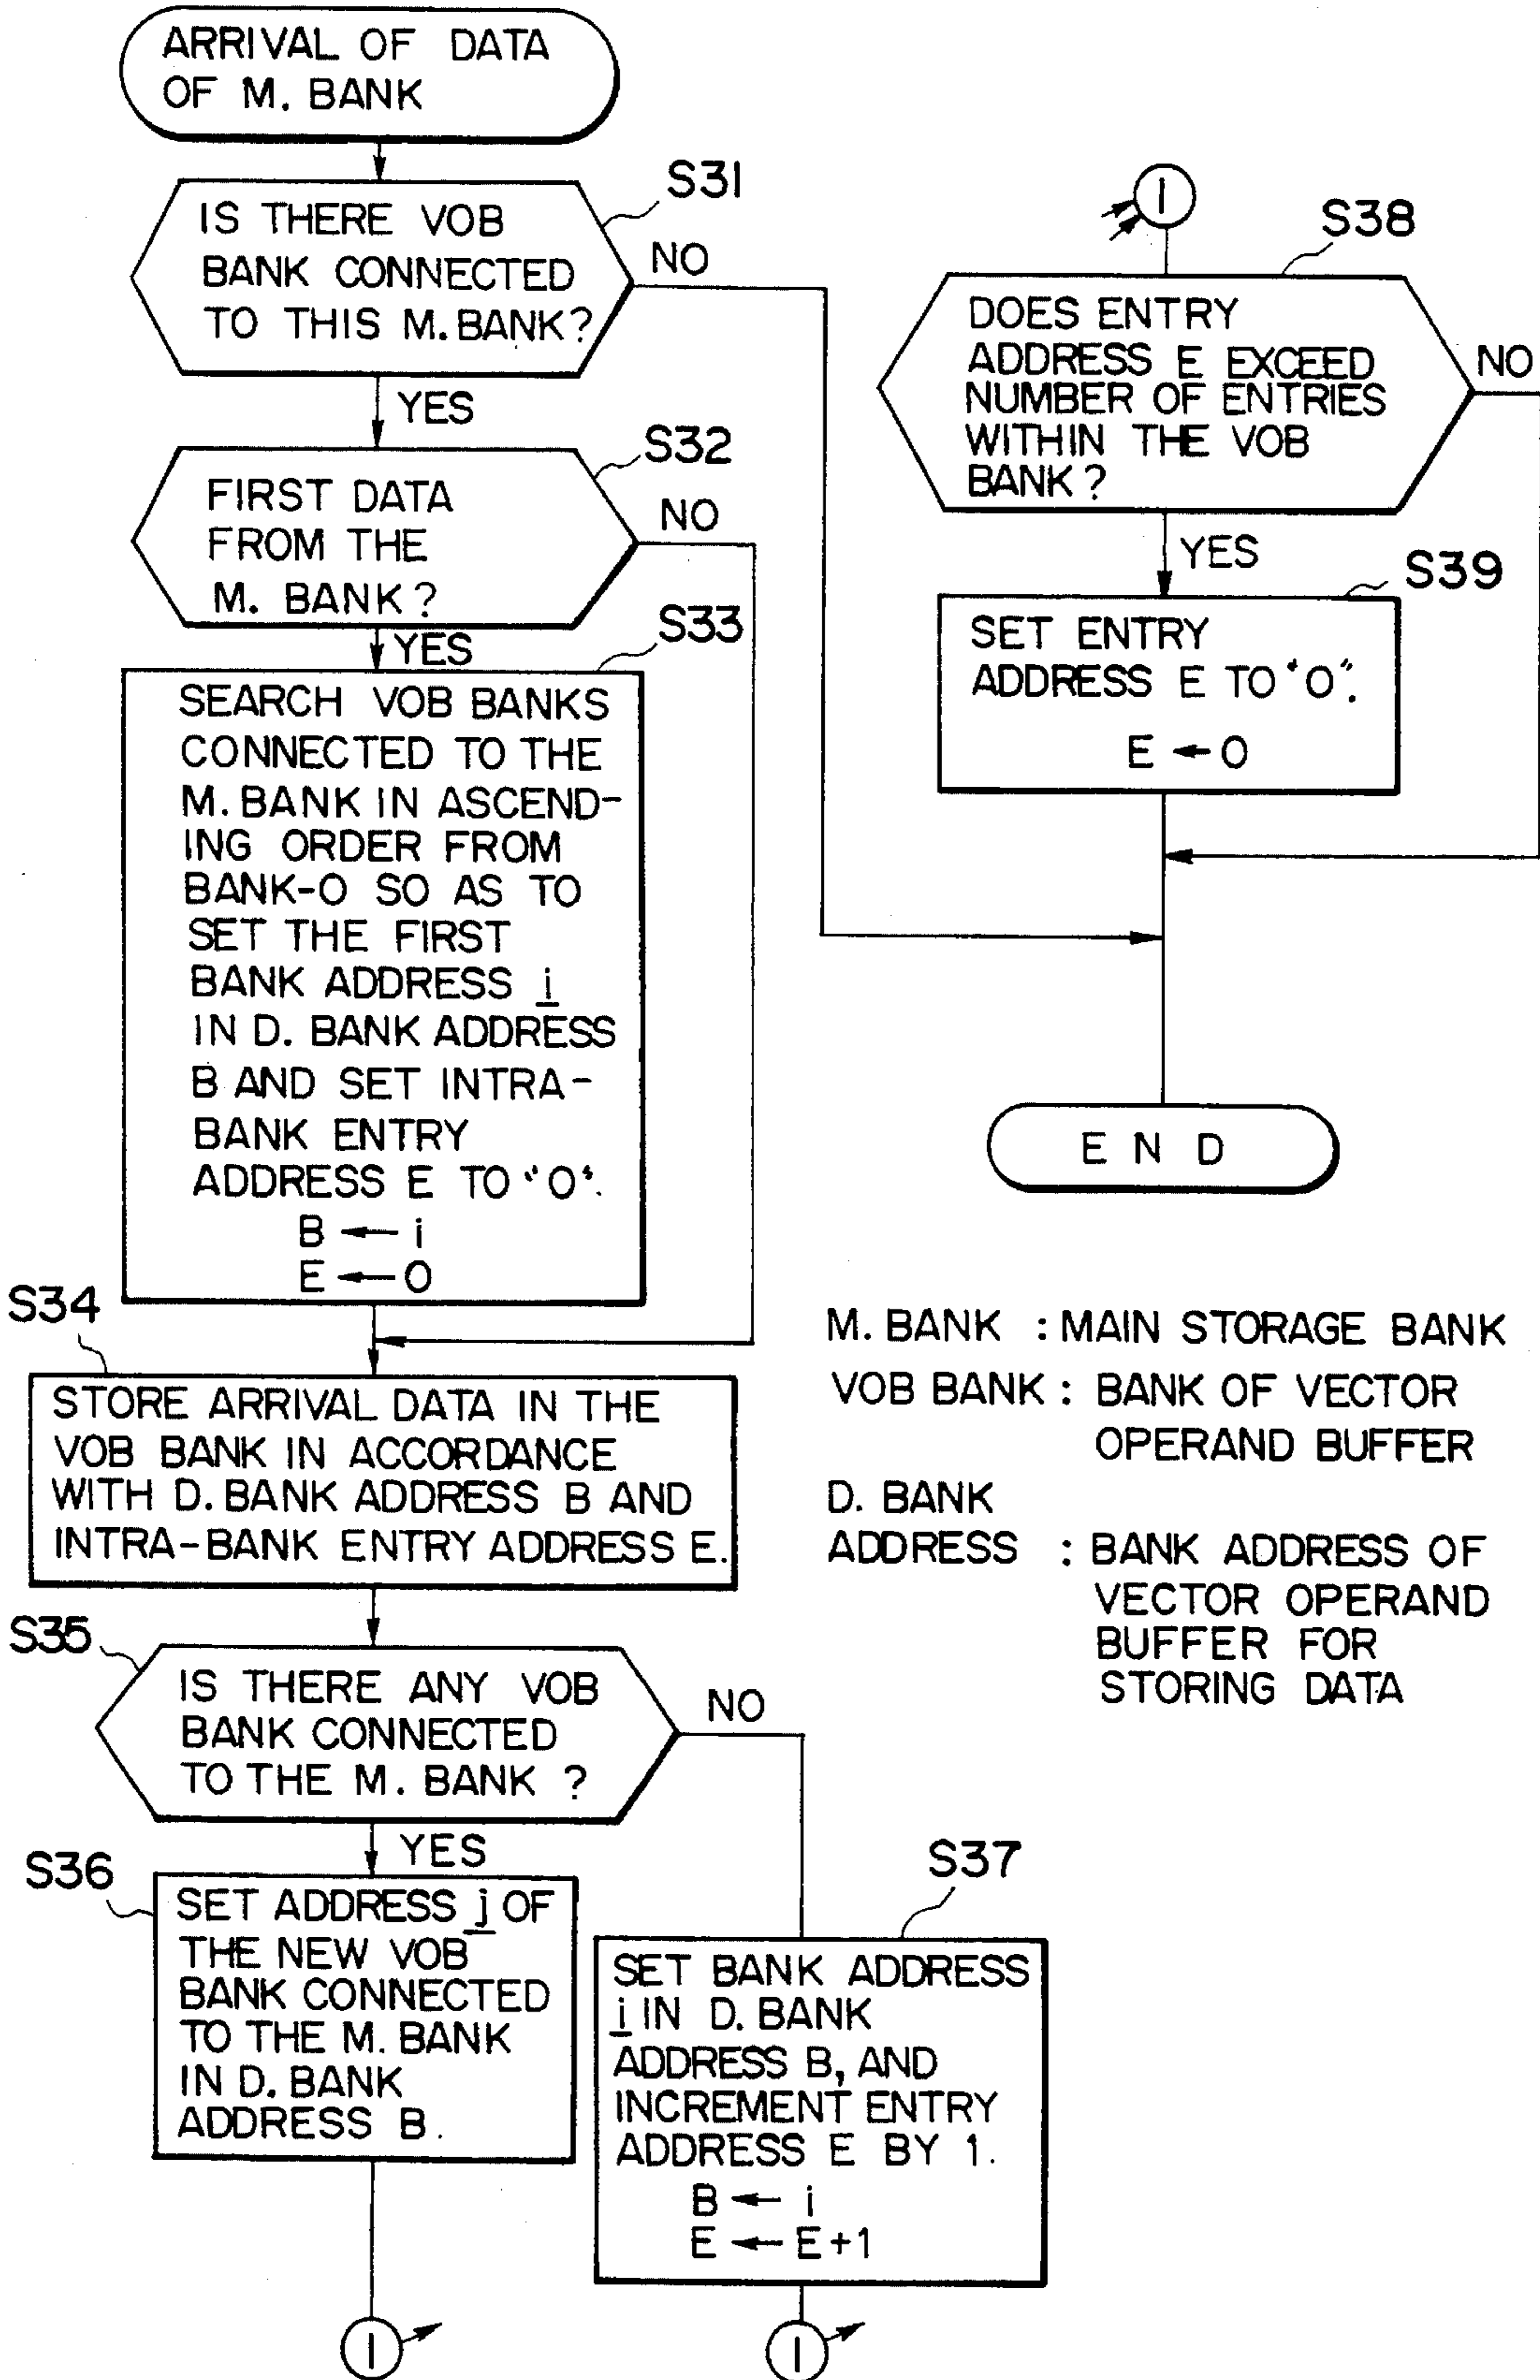 ARRIVAL OF DATA
OF M. BANK
S31
IS THERE VOB
BANK CONNECTED
TO THIS M. BANK?
NO
YES
S32
FIRST DATA
FROM THE
M. BANK?
NO
YES
S33
SEARCH VOB BANKS
CONNECTED TO THE
M. BANK IN ASCEND-
ING ORDER FROM
BANK-0 SO AS TO
SET THE FIRST
BANK ADDRESS i
IN D. BANK ADDRESS
B AND SET INTRA-
BANK ENTRY
ADDRESS E TO "0".
B ← i
E ← 0
S34
STORE ARRIVAL DATA IN THE
VOB BANK IN ACCORDANCE
WITH D. BANK ADDRESS B AND
INTRA-BANK ENTRY ADDRESS E.
S35
IS THERE ANY VOB
BANK CONNECTED
TO THE M. BANK ?
NO
YES
S36
SET ADDRESS j OF
THE NEW VOB
BANK CONNECTED
TO THE M. BANK
IN D. BANK
ADDRESS B.
S37
SET BANK ADDRESS
i IN D. BANK
ADDRESS B, AND
INCREMENT ENTRY
ADDRESS E BY 1.
B ← i
E ← E+1
1
1
1
S38
DOES ENTRY
ADDRESS E EXCEED
NUMBER OF ENTRIES
WITHIN THE VOB
BANK?
NO
YES
S39
SET ENTRY
ADDRESS E TO "0".
E ← 0
END
M. BANK : MAIN STORAGE BANK
VOB BANK : BANK OF VECTOR
OPERAND BUFFER
D. BANK
ADDRESS : BANK ADDRESS OF
VECTOR OPERAND
BUFFER FOR
STORING DATA